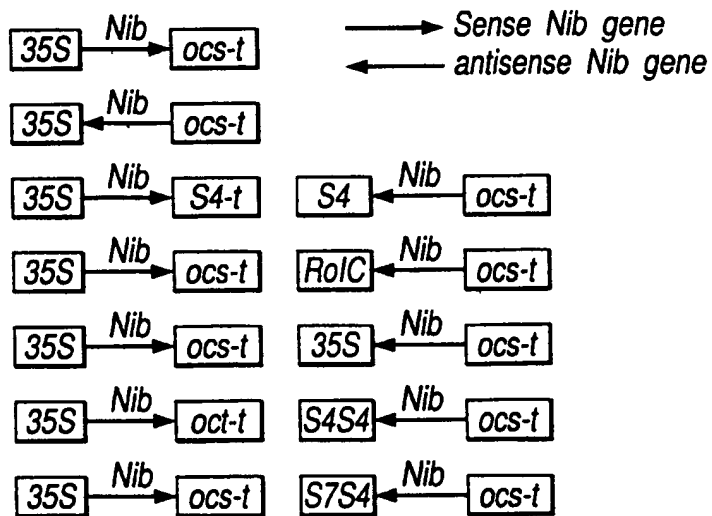 35S Nib ocs-t Sense Nib gene
antisense Nib gene
35S Nib ocs-t
35S Nib S4-t S4 Nib ocs-t
35S Nib ocs-t RolC Nib ocs-t
35S Nib ocs-t 35S Nib ocs-t
35S Nib oct-t S4S4 Nib ocs-t
35S Nib ocs-t S7S4 Nib ocs-t